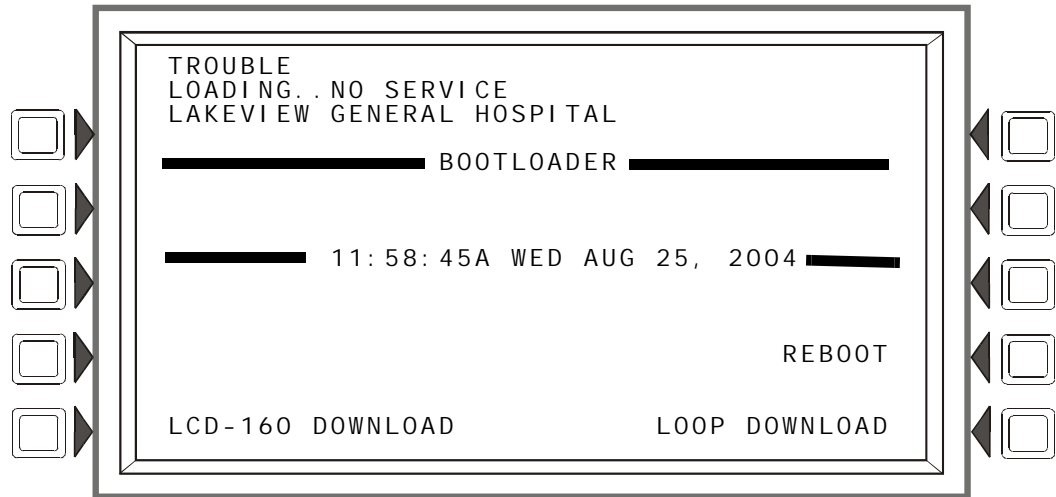 TROUBLE
LOADING..NO SERVICE
LAKEVIEW GENERAL HOSPITAL
BOOTLOADER
11:58:45A WED AUG 25, 2004
REBOOT
LCD-160 DOWNLOAD LOOP DOWNLOAD